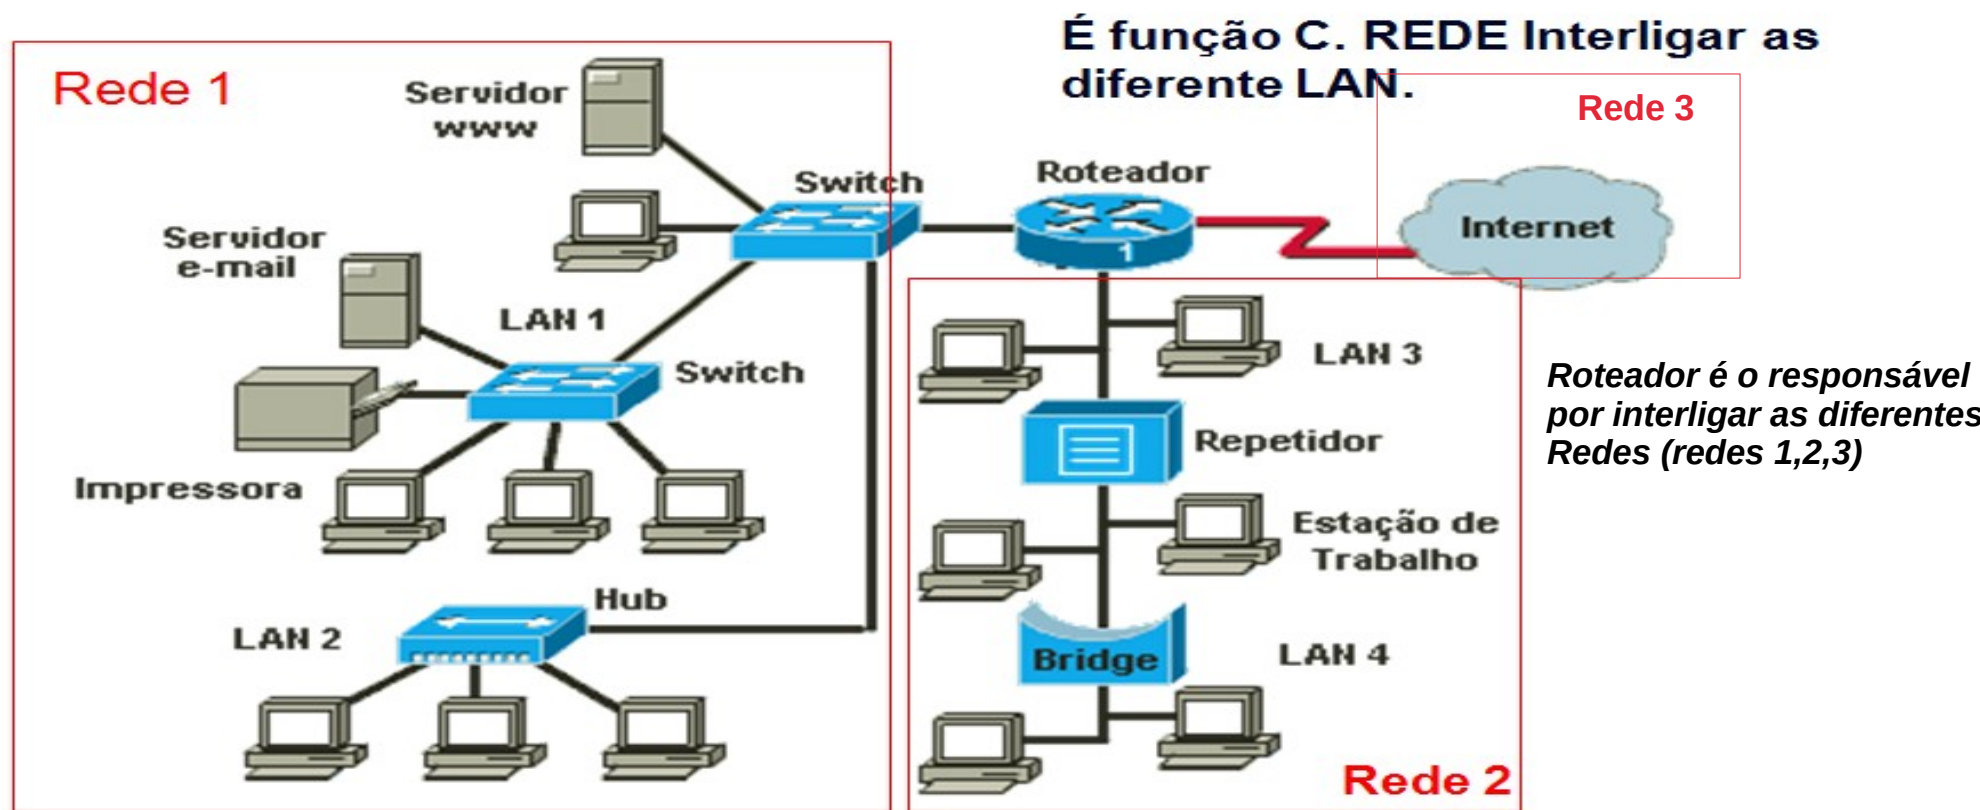 É função C. REDE Interligar as
diferente LAN.
Rede 1
Servidor
www
Switch
Roteador
1
Rede 3
Internet
Servidor
e-mail
LAN 1
Switch
Impressora
LAN 2
Hub
LAN 3
Repetidor
Estação de
Trabalho
Bridge
LAN 4
Rede 2
Roteador é o responsável
por interligar as diferentes
Redes (redes 1,2,3)